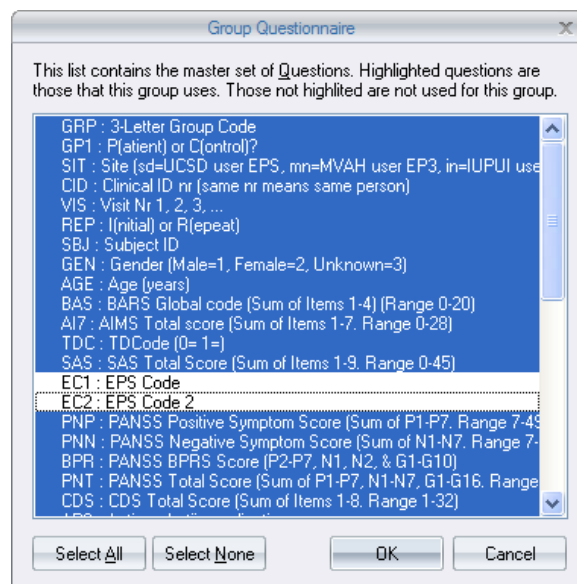 Group Questionnaire
This list contains the master set of Questions. Highlighted questions are
those that this group uses. Those not highlited are not used for this group.
GRP : 3-Letter Group Code
GP1 : P(atient) or C(ontrol)?
SIT : Site (sd=UCSD user EPS, mn=MVAH user EP3, in=IUPUI use
CID : Clinical ID nr (same nr means same person)
VIS : Visit Nr 1, 2, 3, ...
REP : I(nitial) or R(epeat)
SBJ : Subject ID
GEN : Gender (Male=1, Female=2, Unknown=3)
AGE : Age (years)
BAS : BARS Global code (Sum of Items 1-4) (Range 0-20)
AI7 : AIMS Total score (Sum of Items 1-7. Range 0-28)
TDC : TDCode (0= 1=)
SAS : SAS Total Score (Sum of Items 1-9. Range 0-45)
EC1 : EPS Code
EC2 : EPS Code 2
PNP : PANSS Positive Symptom Score (Sum of P1-P7. Range 7-49
PNN : PANSS Negative Symptom Score (Sum of N1-N7. Range 7-
BPR : PANSS BPRS Score (P2-P7, N1, N2, & G1-G10)
PNT : PANSS Total Score (Sum of P1-P7, N1-N7, G1-G16. Range
CDS : CDS Total Score (Sum of Items 1-8. Range 1-32)
Select All
Select None
OK
Cancel